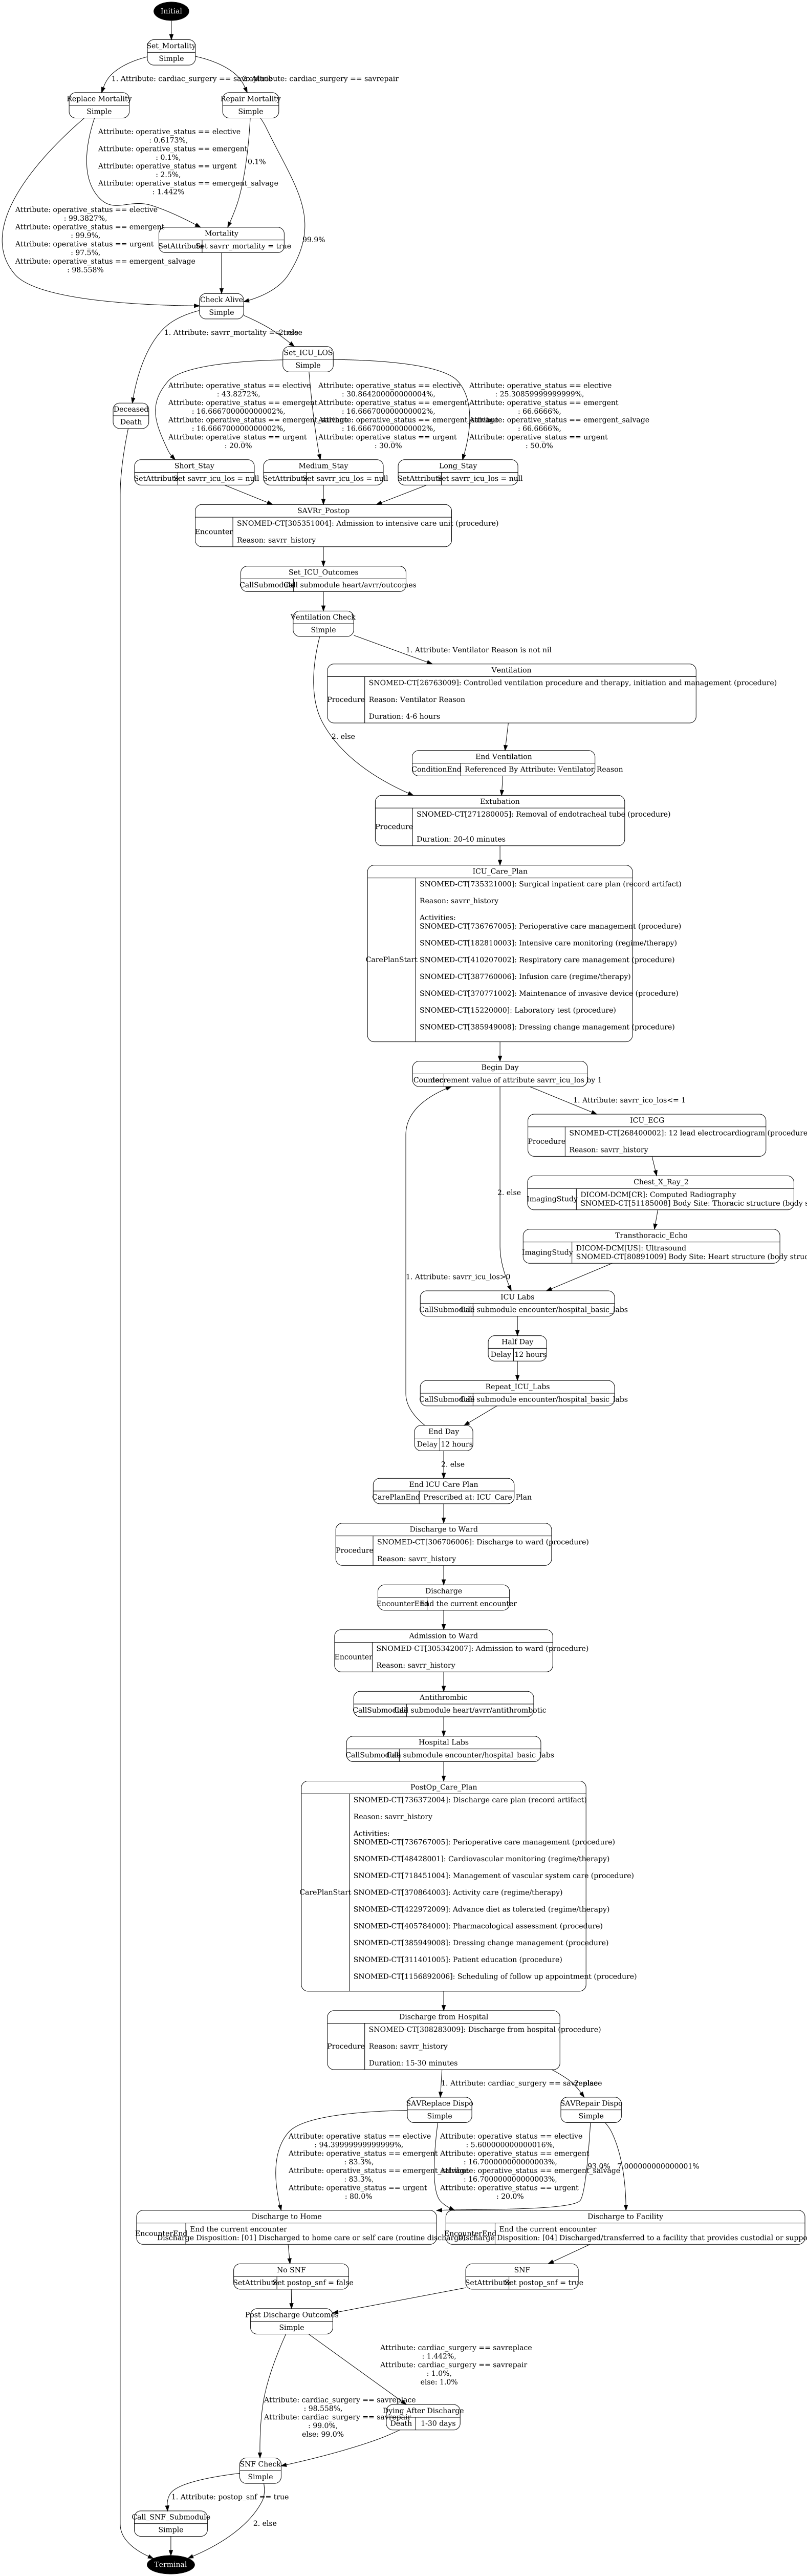 Initial
Set_Mortality
Simple
1. Attribute: cardiac_surgery == savreplace
2. Attribute: cardiac_surgery == savrepair
Replace Mortality
Simple
Repair Mortality
Simple
Attribute: operative_status == elective
: 0.6173%,
Attribute: operative_status == emergent
: 0.1%,
Attribute: operative_status == urgent
: 2.5%,
Attribute: operative_status == emergent_salvage
: 1.442%
0.1%
Attribute: operative_status == elective
: 99.3827%,
Attribute: operative_status == emergent
: 99.9%,
Attribute: operative_status == urgent
: 97.5%,
Attribute: operative_status == emergent_salvage
: 98.558%
99.9%
Mortality
SetAttribute Set savrr_mortality = true
Check Alive
Simple
1. Attribute: savrr_mortality == true
2. else
Set_ICU_LOS
Simple
Deceased
Death
Attribute: operative_status == elective
: 43.8272%,
Attribute: operative_status == emergent
: 16.666700000000002%,
Attribute: operative_status == emergent_salvage
: 16.666700000000002%,
Attribute: operative_status == urgent
: 20.0%
Attribute: operative_status == elective
: 30.864200000000004%,
Attribute: operative_status == emergent
: 16.666700000000002%,
Attribute: operative_status == emergent_salvage
: 16.666700000000002%,
Attribute: operative_status == urgent
: 30.0%
Attribute: operative_status == elective
: 25.30859999999999%,
Attribute: operative_status == emergent
: 66.6666%,
Attribute: operative_status == emergent_salvage
: 66.6666%,
Attribute: operative_status == urgent
: 50.0%
Short_Stay
SetAttribute Set savrr_icu_los = null
Medium_Stay
SetAttribute Set savrr_icu_los = null
Long_Stay
SetAttribute Set savrr_icu_los = null
SAVRr_Postop
Encounter
SNOMED-CT[305351004]: Admission to intensive care unit (procedure)
Reason: savrr_history
Set_ICU_Outcomes
CallSubmodule Call submodule heart/avrr/outcomes
Ventilation Check
Simple
1. Attribute: Ventilator Reason is not nil
2. else
Ventilation
Procedure
SNOMED-CT[26763009]: Controlled ventilation procedure and therapy, initiation and management (procedure)
Reason: Ventilator Reason
Duration: 4-6 hours
End Ventilation
ConditionEnd Referenced By Attribute: Ventilator Reason
Extubation
Procedure
SNOMED-CT[271280005]: Removal of endotracheal tube (procedure)
Duration: 20-40 minutes
ICU_Care_Plan
CarePlanStart
SNOMED-CT[735321000]: Surgical inpatient care plan (record artifact)
Reason: savrr_history
Activities:
SNOMED-CT[736767005]: Perioperative care management (procedure)
SNOMED-CT[182810003]: Intensive care monitoring (regime/therapy)
SNOMED-CT[410207002]: Respiratory care management (procedure)
SNOMED-CT[387760006]: Infusion care (regime/therapy)
SNOMED-CT[370771002]: Maintenance of invasive device (procedure)
SNOMED-CT[15220000]: Laboratory test (procedure)
SNOMED-CT[385949008]: Dressing change management (procedure)
Begin Day
Counter decrement value of attribute savrr_icu_los by 1
1. Attribute: savrr_ico_los<= 1
2. else
ICU_ECG
Procedure
SNOMED-CT[268400002]: 12 lead electrocardiogram (procedure
Reason: savrr_history
Chest_X_Ray_2
ImagingStudy
DICOM-DCM[CR]: Computed Radiography
SNOMED-CT[51185008] Body Site: Thoracic structure (body s
Transthoracic_Echo
ImagingStudy
DICOM-DCM[US]: Ultrasound
SNOMED-CT[80891009] Body Site: Heart structure (body struc
1. Attribute: savrr_icu_los>0
ICU Labs
CallSubmodule Call submodule encounter/hospital_basic_labs
Half Day
Delay 12 hours
Repeat_ICU_Labs
CallSubmodule Call submodule encounter/hospital_basic_labs
End Day
Delay 12 hours
2. else
End ICU Care Plan
CarePlanEnd Prescribed at: ICU_Care_Plan
Discharge to Ward
Procedure
SNOMED-CT[306706006]: Discharge to ward (procedure)
Reason: savrr_history
Discharge
EncounterEnd End the current encounter
Admission to Ward
Encounter
SNOMED-CT[305342007]: Admission to ward (procedure)
Reason: savrr_history
Antithrombic
CallSubmodule Call submodule heart/avrr/antithrombotic
Hospital Labs
CallSubmodule Call submodule encounter/hospital_basic_labs
PostOp_Care_Plan
CarePlanStart
SNOMED-CT[736372004]: Discharge care plan (record artifact)
Reason: savrr_history
Activities:
SNOMED-CT[736767005]: Perioperative care management (procedure)
SNOMED-CT[48428001]: Cardiovascular monitoring (regime/therapy)
SNOMED-CT[718451004]: Management of vascular system care (procedure)
SNOMED-CT[370864003]: Activity care (regime/therapy)
SNOMED-CT[422972009]: Advance diet as tolerated (regime/therapy)
SNOMED-CT[405784000]: Pharmacological assessment (procedure)
SNOMED-CT[385949008]: Dressing change management (procedure)
SNOMED-CT[311401005]: Patient education (procedure)
SNOMED-CT[1156892006]: Scheduling of follow up appointment (procedure)
Discharge from Hospital
Procedure
SNOMED-CT[308283009]: Discharge from hospital (procedure)
Reason: savrr_history
Duration: 15-30 minutes
1. Attribute: cardiac_surgery == savreplace
2. else
SAVReplace Dispo
Simple
SAVRepair Dispo
Simple
Attribute: operative_status == elective
: 94.39999999999999%,
Attribute: operative_status == emergent
: 83.3%,
Attribute: operative_status == emergent_salvage
: 83.3%,
Attribute: operative_status == urgent
: 80.0%
Attribute: operative_status == elective
: 5.600000000000016%,
Attribute: operative_status == emergent
: 16.700000000000003%,
Attribute: operative_status == emergent_salvage
: 16.700000000000003%,
Attribute: operative_status == urgent
: 20.0%
93.0%
7.000000000000001%
Discharge to Home
EncounterEnd
End the current encounter
Discharge Disposition: [01] Discharged to home care or self care (routine discharge)
Discharge to Facility
EncounterEnd
End the current encounter
Discharge Disposition: [04] Discharged/transferred to a facility that provides custodial or suppo
No SNF
SetAttribute Set postop_snf = false
SNF
SetAttribute Set postop_snf = true
Post Discharge Outcomes
Simple
Attribute: cardiac_surgery == savreplace
: 1.442%,
Attribute: cardiac_surgery == savrepair
: 1.0%,
else: 1.0%
Attribute: cardiac_surgery == savreplace
: 98.558%,
Attribute: cardiac_surgery == savrepair
: 99.0%,
else: 99.0%
Dying After Discharge
Death 1-30 days
SNF Check
Simple
1. Attribute: postop_snf == true
2. else
Call_SNF_Submodule
Simple
Terminal